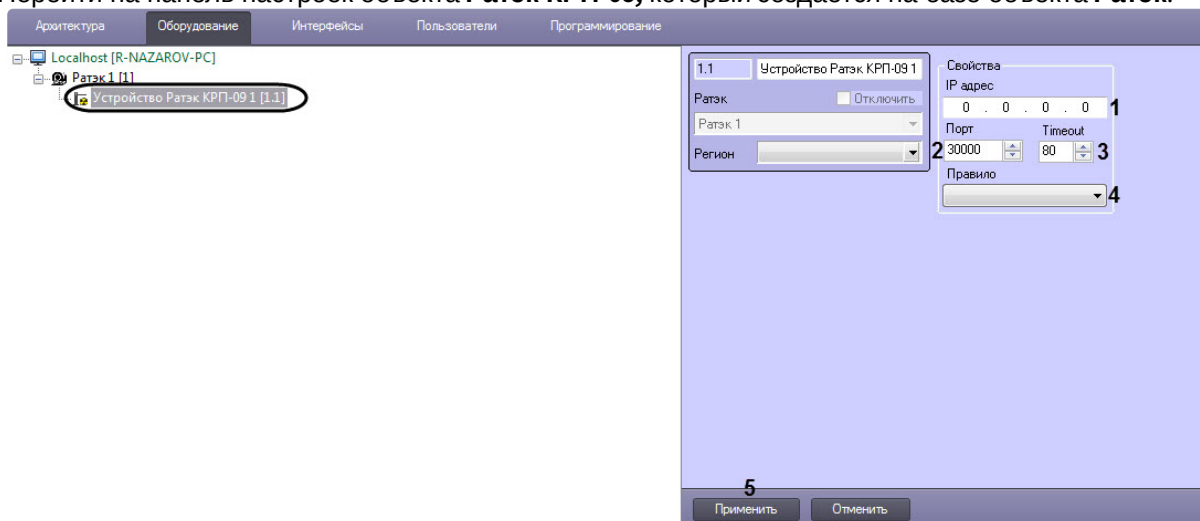 Перейти на панель настроек объекта Ратэк КРП-09, который создается на базе объекта Ратэк.
Архитектура Оборудование Интерфейсы Пользователи Программирование
Localhost [R-NAZAROV-PC]
Ратэк 1 [1]
Устройство Ратэк КРП-09 1 [1.1]
1.1 Устройство Ратэк КРП-09 1
Ратэк Отключить
Ратэк 1
Регион
Свойства
IP адрес
0 . 0 . 0 . 0 1
Порт Timeout
2 30000 80 3
Правило
4
5
Применить Отменить